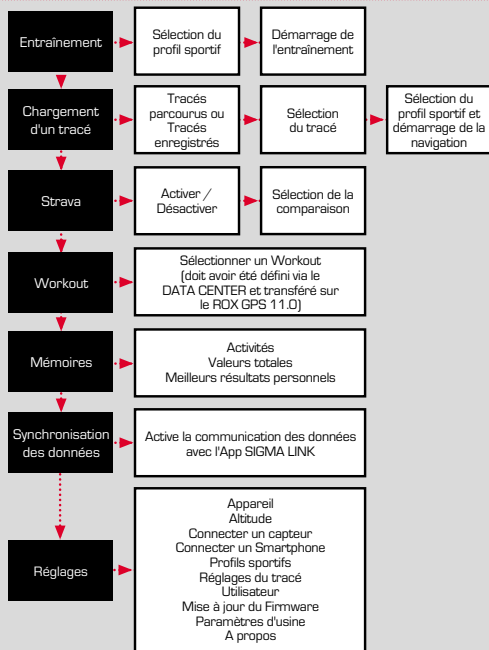 Entraînement
Sélection du
profil sportif
Démarrage de
l'entraînement
Chargement
d'un tracé
Tracés
parcourus ou
Tracés
enregistrés
Sélection
du tracé
Sélection du
profil sportif et
démarrage de la
navigation
Strava
Activer /
Désactiver
Sélection de la
comparaison
Workout
Sélectionner un Workout
(doit avoir été défini via le
DATA CENTER et transféré sur
le ROX GPS 11.0)
Mémoires
Activités
Valeurs totales
Meilleurs résultats personnels
Synchronisation
des données
Active la communication des données
avec l'App SIGMA LINK
Réglages
Appareil
Altitude
Connecter un capteur
Connecter un Smartphone
Profils sportifs
Réglages du tracé
Utilisateur
Mise à jour du Firmware
Paramètres d'usine
A propos